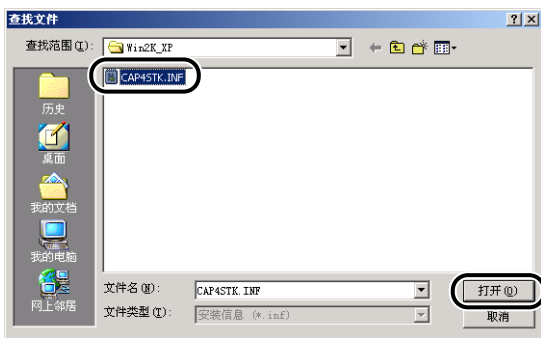 查找文件
查找范围(I):
Win2K_XP
CAP4STK.INF
历史
桌面
我的文档
我的电脑
网上邻居
文件名(N):
CAP4STK.INF
打开(O)
文件类型(T):
安装信息 (*.inf)
取消